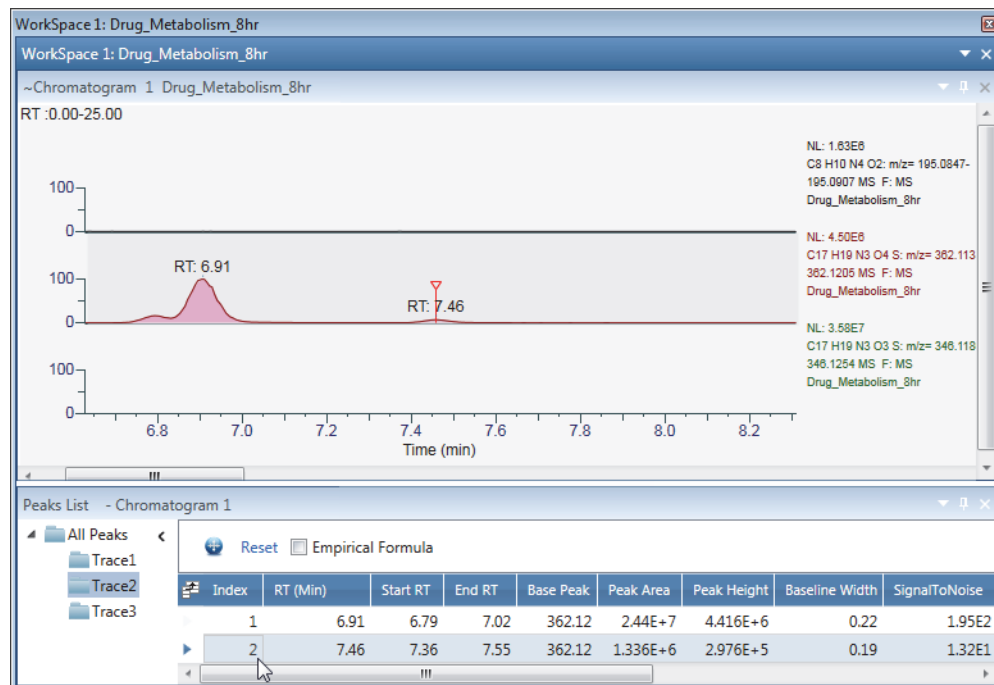 WorkSpace 1: Drug_Metabolism_8hr
WorkSpace 1: Drug_Metabolism_8hr
~Chromatogram 1 Drug_Metabolism_8hr
RT :0.00-25.00
NL: 1.63E6
C8 H10 N4 O2: m/z= 195.0847-
195.0907 MS F: MS
Drug_Metabolism_8hr
100
0
NL: 4.50E6
C17 H19 N3 O4 S: m/z= 362.113
362.1205 MS F: MS
Drug_Metabolism_8hr
RT: 6.91
100
RT: 7.46
0
NL: 3.58E7
C17 H19 N3 O3 S: m/z= 346.118
346.1254 MS F: MS
Drug_Metabolism_8hr
100
0
6.8 7.0 7.2 7.4 7.6 7.8 8.0 8.2
Time (min)
Peaks List - Chromatogram 1
All Peaks
Trace1
Trace2
Trace3
Reset Empirical Formula
Index RT (Min) Start RT End RT Base Peak Peak Area Peak Height Baseline Width SignalToNoise
1 6.91 6.79 7.02 362.12 2.44E+7 4.416E+6 0.22 1.95E2
2 7.46 7.36 7.55 362.12 1.336E+6 2.976E+5 0.19 1.32E1